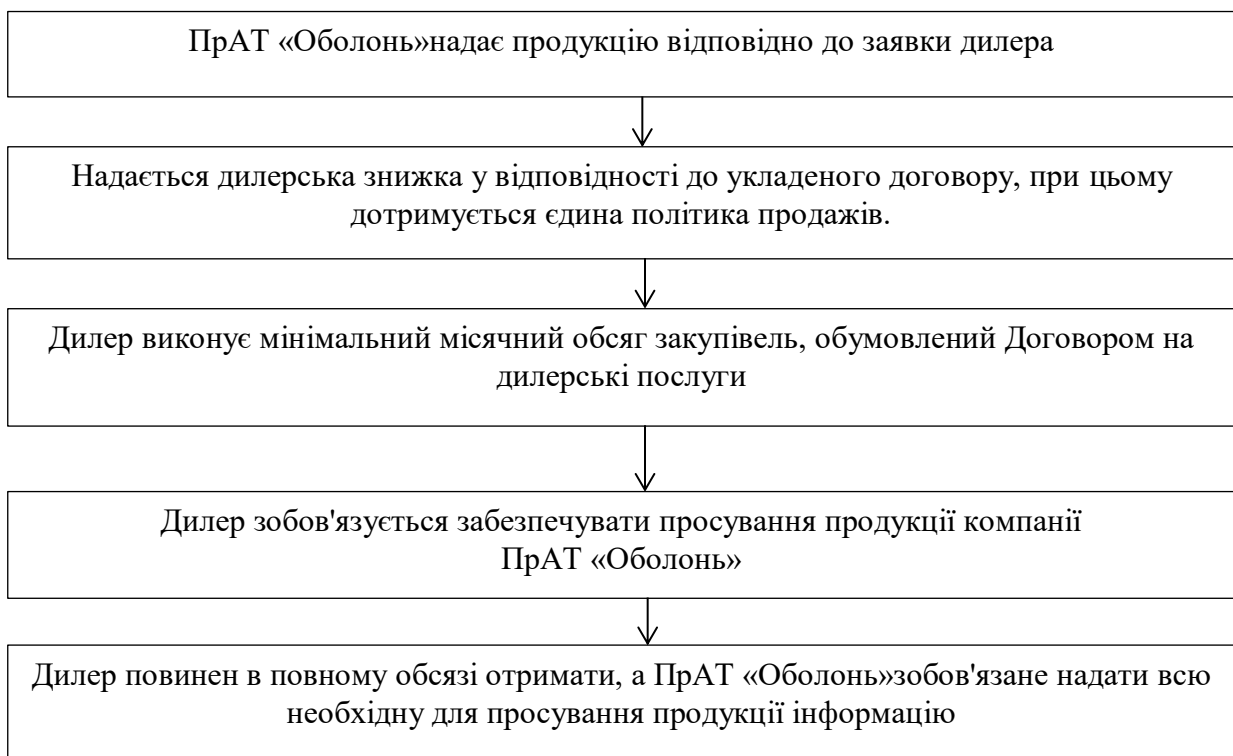 ПрАТ «Оболонь»надає продукцію відповідно до заявки дилера
Надається дилерська знижка у відповідності до укладеного договору, при цьому
дотримується єдина політика продажів.
Дилер виконує мінімальний місячний обсяг закупівель, обумовлений Договором на
дилерські послуги
Дилер зобов'язується забезпечувати просування продукції компанії
ПрАТ «Оболонь»
Дилер повинен в повному обсязі отримати, а ПрАТ «Оболонь»зобов'язане надати всю
необхідну для просування продукції інформацію